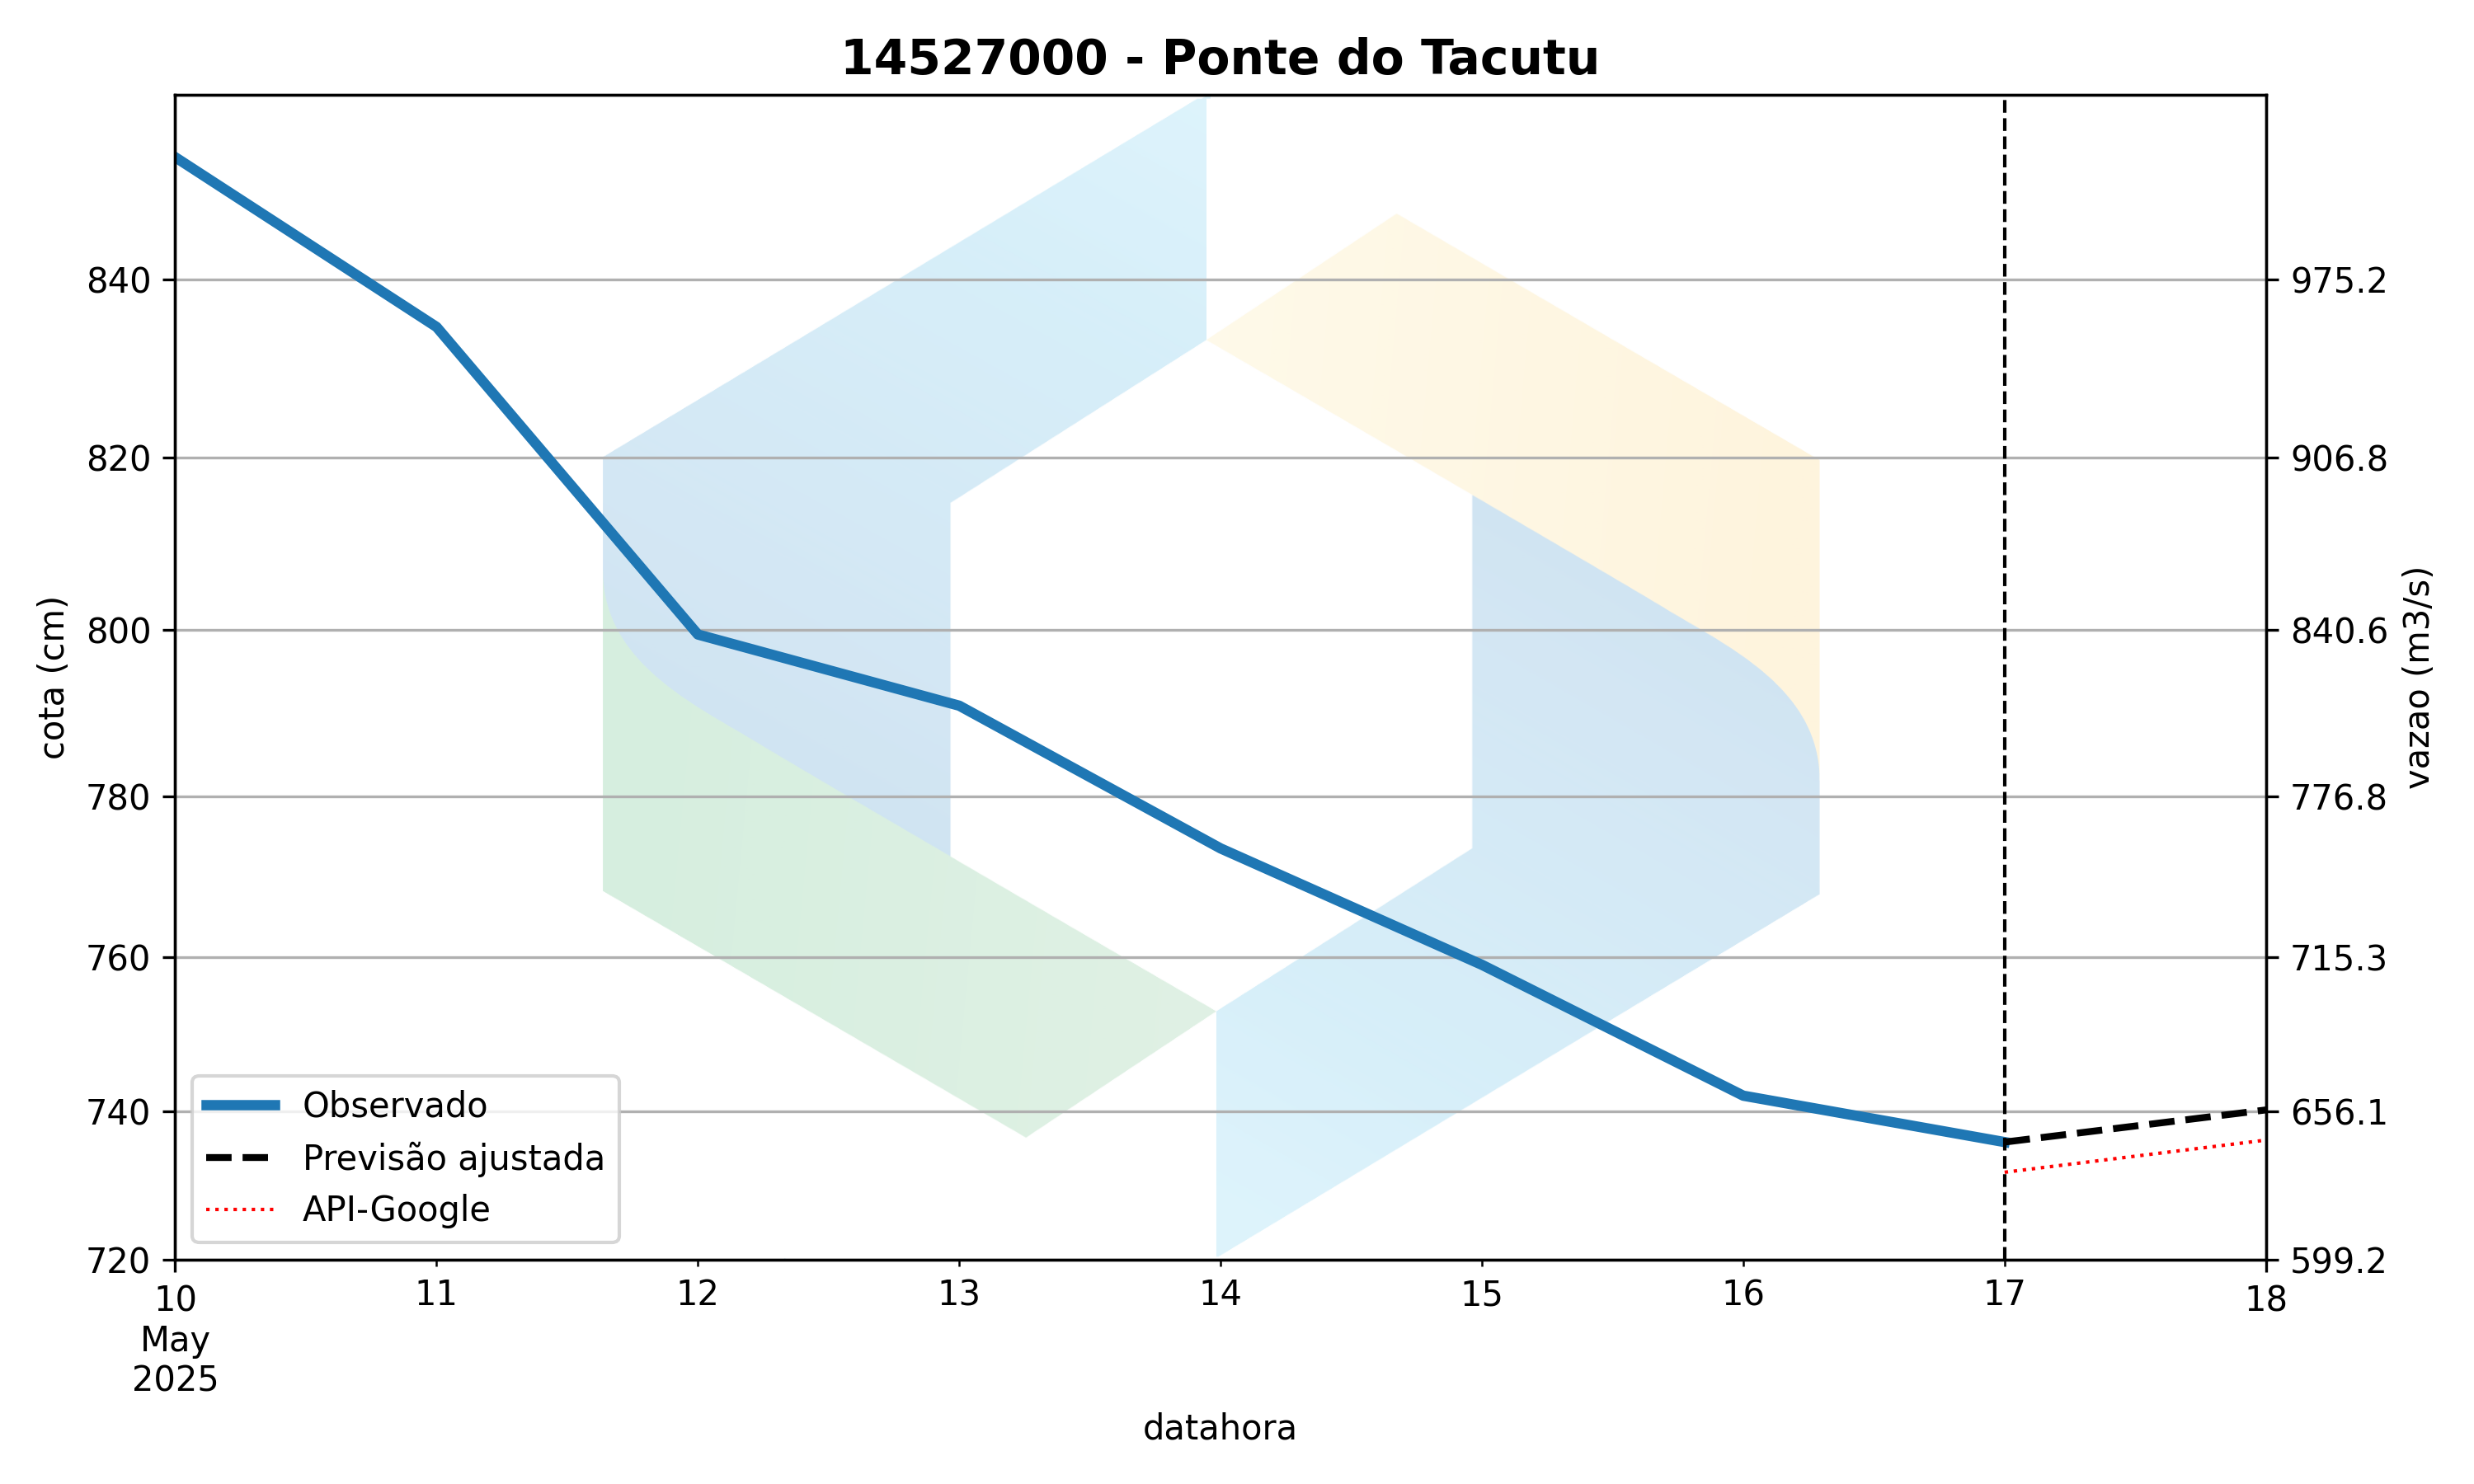 14527000 - Ponte do Tacutu
cota (cm)
840
820
800
780
760
740
720
975.2
906.8
840.6
776.8
715.3
656.1
599.2
vazao (m3/s)
Observado
Previsão ajustada
API-Google
10 11 12 13 14 15 16 17 18
May
2025
datahora